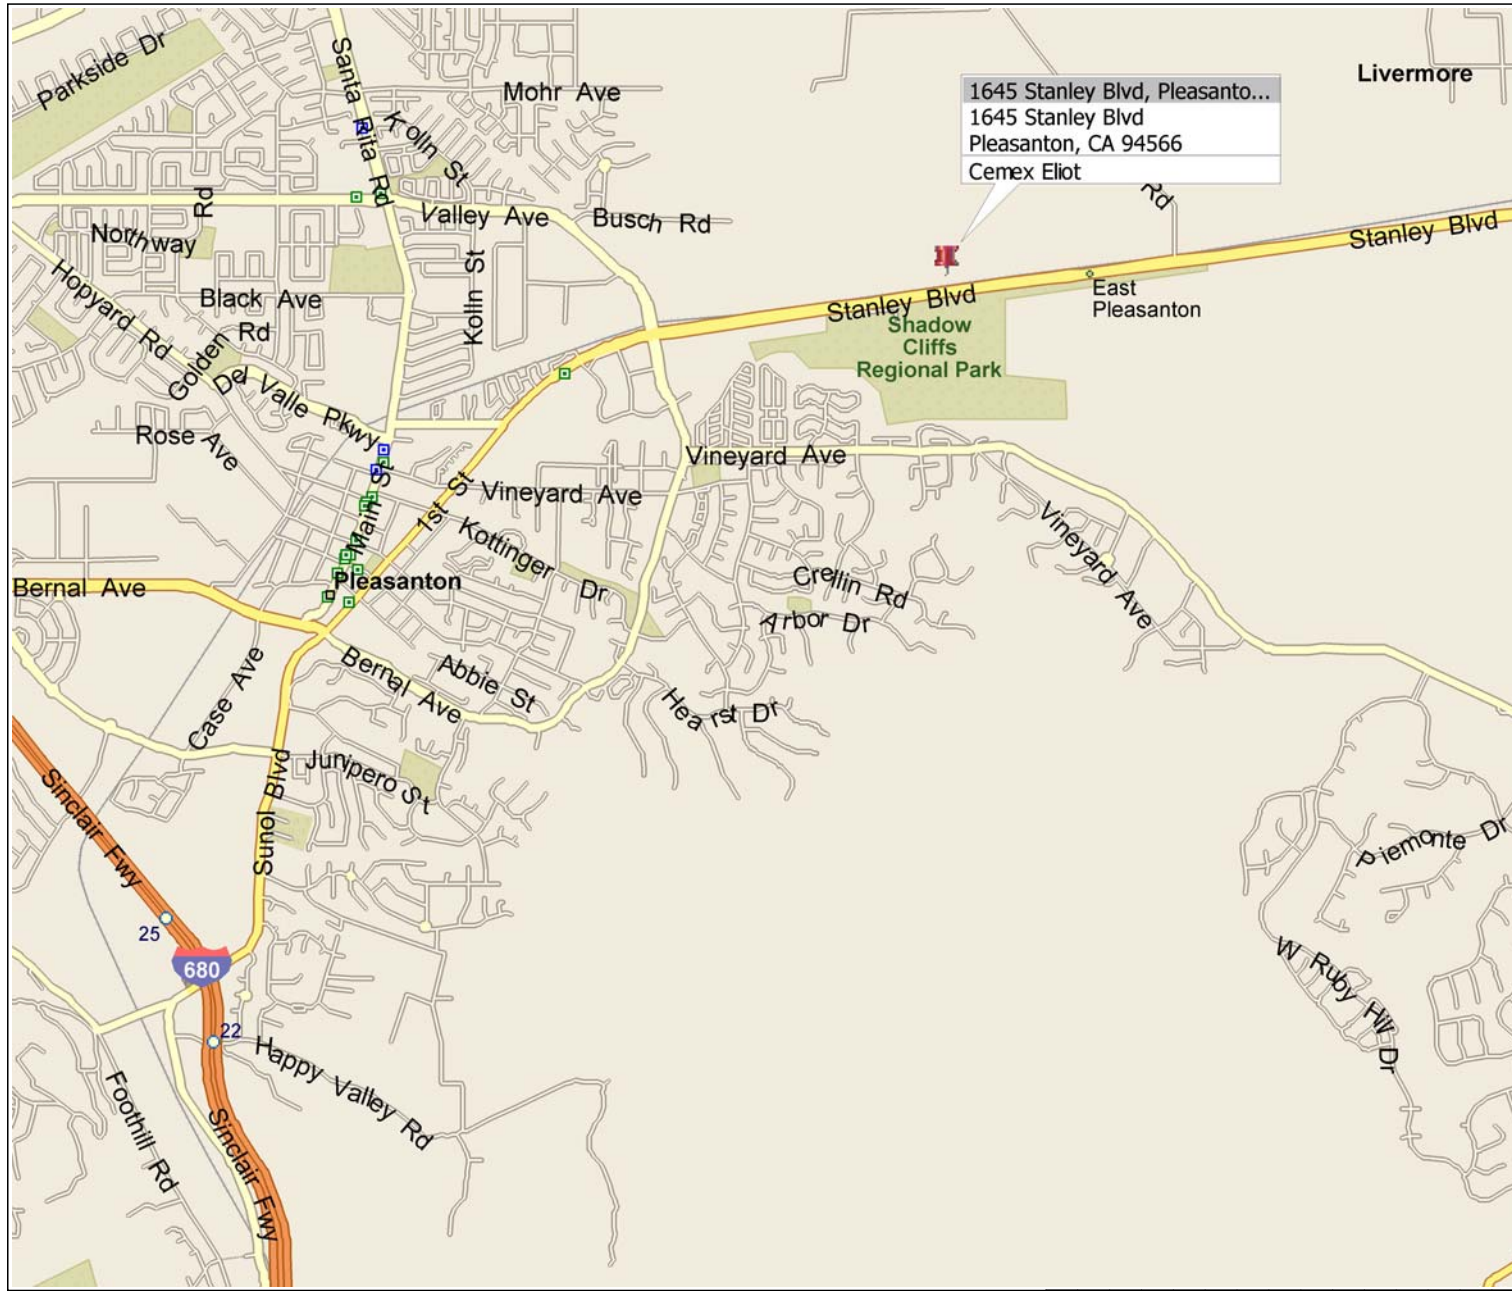 Parkside Dr
Santa Rita Rd
Mohr Ave
Kolln St
Livermore
1645 Stanley Blvd, Pleasanto...
1645 Stanley Blvd
Pleasanton, CA 94566
Cemex Eliot
Rd
Rd
Valley Ave
Busch Rd
Northway
Stanley Blvd
Hopyard Rd
Kolln St
Black Ave
East
Pleasanton
Stanley Blvd
Golden Rd
Shadow
Cliffs
Regional Park
Del Valle Pkwy
Rose Ave
Vineyard Ave
Main St
1st St
Vineyard Ave
Kottinger Dr
Vineyard Ave
Bernal Ave
Pleasanton
Crellin Rd
Arbor Dr
Case Ave
Bernal Ave
Abbie St
Hearst Dr
Sinclair Fwy
Sunol Blvd
Junipero St
Piemonte Dr
25
680
W Ruby Hill Dr
22
Happy Valley Rd
Foothill Rd
Sinclair Fwy